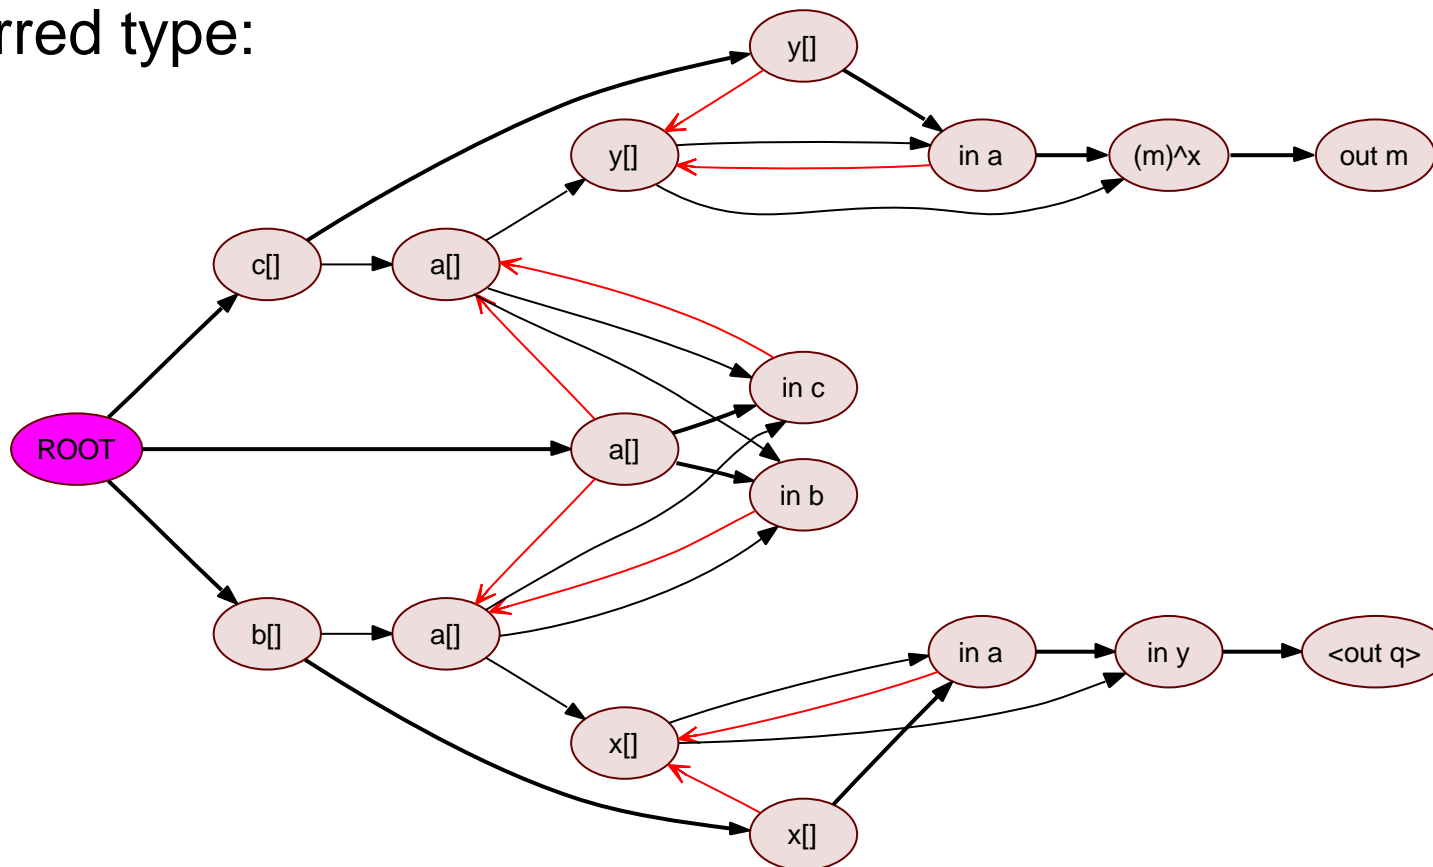 rred type:
y[]
y[]
in a
(m)^x
out m
c[]
a[]
in c
ROOT
a[]
in b
b[]
a[]
in a
in y
<out q>
x[]
x[]